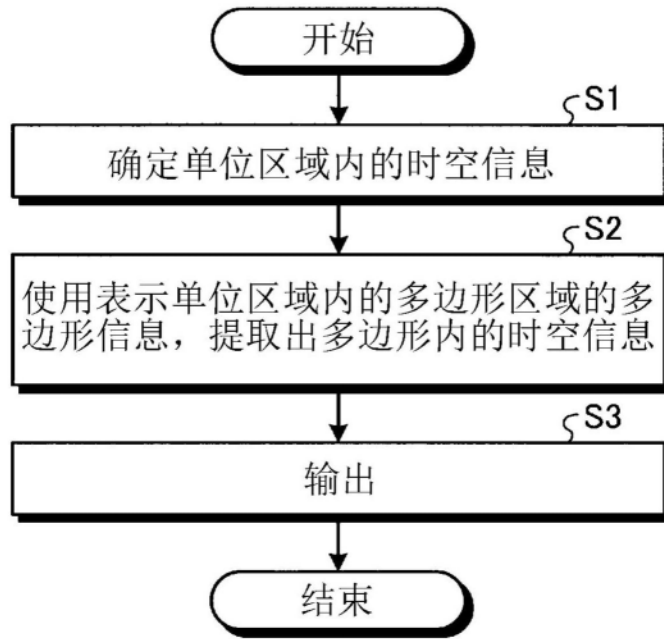 开始
S1
确定单位区域内的时空信息
S2
使用表示单位区域内的多边形区域的多
边形信息，提取出多边形内的时空信息
S3
输出
结束